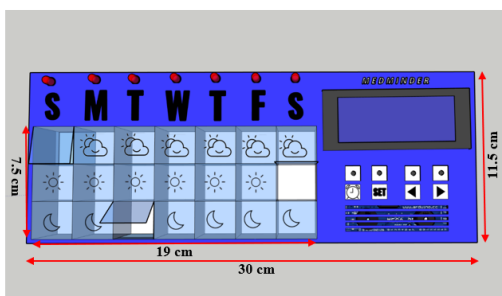 MEDMINDER
S M T W T F S
7.5 cm
11.5 cm
SET
19 cm
30 cm